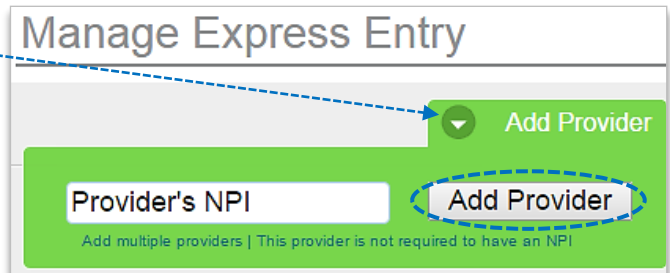 Manage Express Entry
Add Provider
Provider's NPI
Add Provider
Add multiple providers | This provider is not required to have an NPI